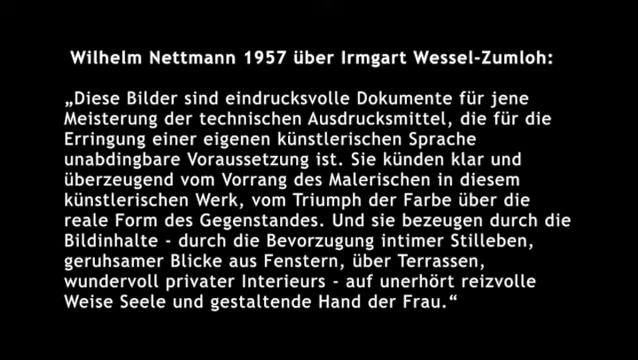 Wilhelm Nettmann 1957 über Irmgart Wessel-Zumloh:
„Diese Bilder sind eindrucksvolle Dokumente für jene
Meisterung der technischen Ausdrucksmittel, die für die
Erringung einer eigenen künstlerischen Sprache
unabdingbare Voraussetzung ist. Sie künden klar und
überzeugend vom Vorrang des Malerischen in diesem
künstlerischen Werk, vom Triumph der Farbe über die
reale Form des Gegenstandes. Und sie bezeugen durch die
Bildinhalte - durch die Bevorzugung intimer Stilleben,
geruhsamer Blicke aus Fenstern, über Terrassen,
wundervoll privater Interieurs - auf unerhört reizvolle
Weise Seele und gestaltende Hand der Frau.“